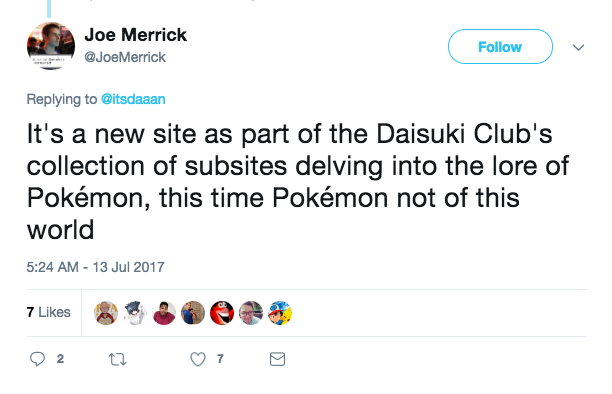 Joe Merrick
@JoeMerrick
Follow
Replying to @itsdaaan
It's a new site as part of the Daisuki Club's
collection of subsites delving into the lore of
Pokémon, this time Pokémon not of this
world
5:24 AM - 13 Jul 2017
7 Likes
2
7